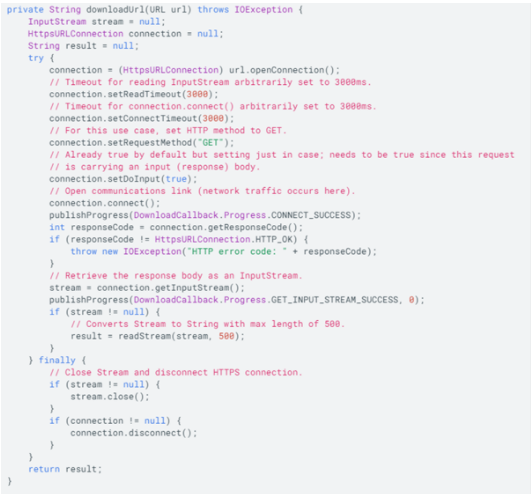 private String downloadUrl(URL url) throws IOException {
    InputStream stream = null;
    HttpsURLConnection connection = null;
    String result = null;
    try {
        connection = (HttpsURLConnection) url.openConnection();
        // Timeout for reading InputStream arbitrarily set to 3000ms.
        connection.setReadTimeout(3000);
        // Timeout for connection.connect() arbitrarily set to 3000ms.
        connection.setConnectTimeout(3000);
        // For this use case, set HTTP method to GET.
        connection.setRequestMethod("GET");
        // Already true by default but setting just in case; needs to be true since this request
        // is carrying an input (response) body.
        connection.setDoInput(true);
        // Open communications link (network traffic occurs here).
        connection.connect();
        publishProgress(DownloadCallback.Progress.CONNECT_SUCCESS);
        int responseCode = connection.getResponseCode();
        if (responseCode != HttpsURLConnection.HTTP_OK) {
            throw new IOException("HTTP error code: " + responseCode);
        }
        // Retrieve the response body as an InputStream.
        stream = connection.getInputStream();
        publishProgress(DownloadCallback.Progress.GET_INPUT_STREAM_SUCCESS, 0);
        if (stream != null) {
            // Converts Stream to String with max length of 500.
            result = readStream(stream, 500);
        }
    } finally {
        // Close Stream and disconnect HTTPS connection.
        if (stream != null) {
            stream.close();
        }
        if (connection != null) {
            connection.disconnect();
        }
    }
    return result;
}